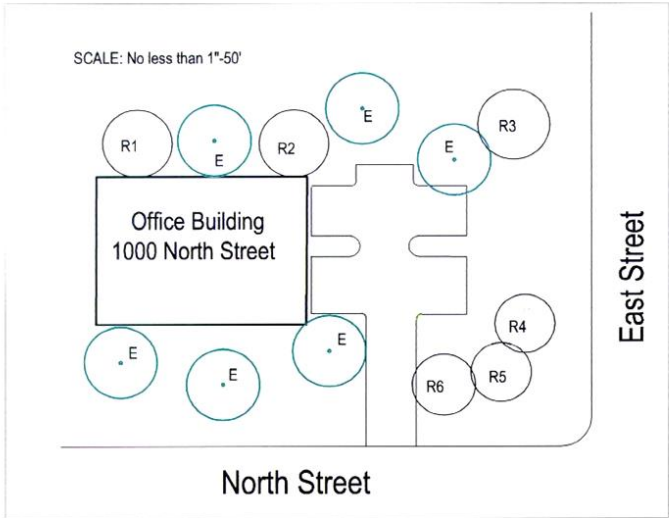 SCALE: No less than 1"-50'
E
R3
R1
E
R2
E
Office Building
1000 North Street
East Street
R4
E
E
E
R5
R6
North Street